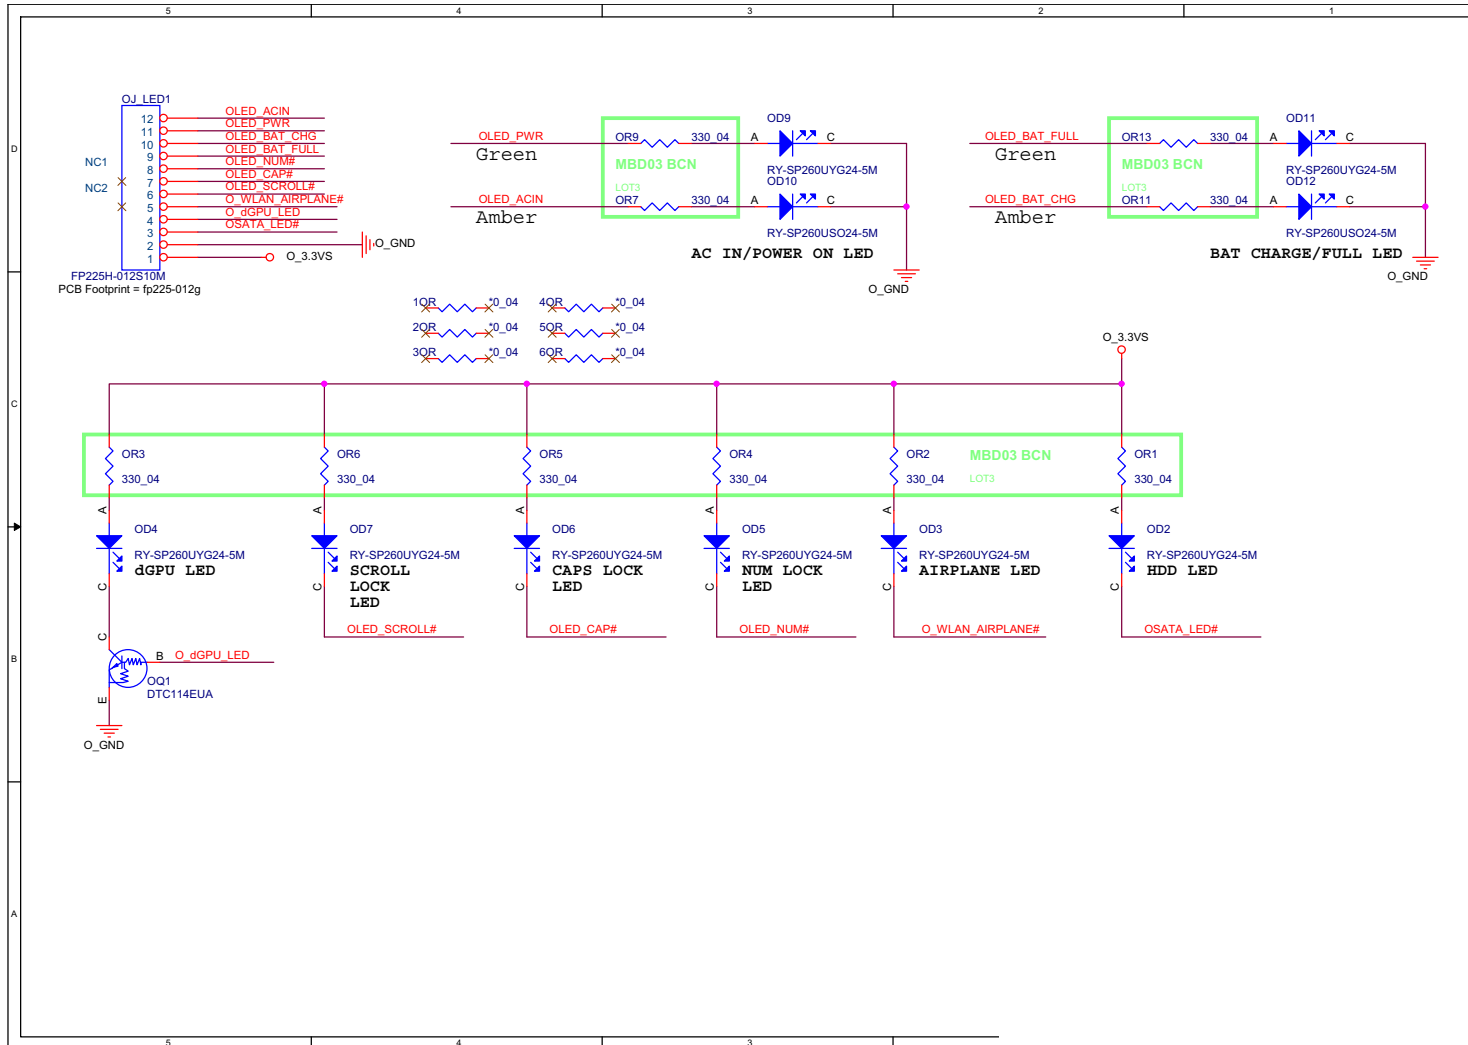 5 4 3 2 1
D
C
B
A
OJ_LED1
12 OLED_ACIN
11 OLED_PWR
10 OLED_BAT_CHG
9 OLED_BAT_FULL
8 OLED_NUM#
7 OLED_CAP#
6 OLED_SCROLL#
5 O_WLAN_AIRPLANE#
4 O_dGPU_LED
3 OSATA_LED#
2 O_GND
1 O_3.3VS
NC1
NC2
FP225H-012S10M
PCB Footprint = fp225-012g
OLED_PWR
Green
OR9 330_04 A C
OD9
RY-SP260UYG24-5M
MBD03 BCN
LOT3
OLED_ACIN
Amber
OR7 330_04 A C
OD10
RY-SP260USO24-5M
AC IN/POWER ON LED
O_GND
OLED_BAT_FULL
Green
OR13 330_04 A C
OD11
RY-SP260UYG24-5M
MBD03 BCN
LOT3
OLED_BAT_CHG
Amber
OR11 330_04 A C
OD12
RY-SP260USO24-5M
BAT CHARGE/FULL LED
O_GND
1OR *0_04 4OR *0_04
2OR *0_04 5OR *0_04
3OR *0_04 6OR *0_04
O_3.3VS
MBD03 BCN
LOT3
OR3
330_04
A
OD4
RY-SP260UYG24-5M
dGPU LED
C
C
B O_dGPU_LED
OQ1
DTC114EUA
E
O_GND
OR6
330_04
A
OD7
RY-SP260UYG24-5M
SCROLL
LOCK
LED
C
OLED_SCROLL#
OR5
330_04
A
OD6
RY-SP260UYG24-5M
CAPS LOCK
LED
C
OLED_CAP#
OR4
330_04
A
OD5
RY-SP260UYG24-5M
NUM LOCK
LED
C
OLED_NUM#
OR2
330_04
A
OD3
RY-SP260UYG24-5M
AIRPLANE LED
C
O_WLAN_AIRPLANE#
OR1
330_04
A
OD2
RY-SP260UYG24-5M
HDD LED
C
OSATA_LED#
5 4 3